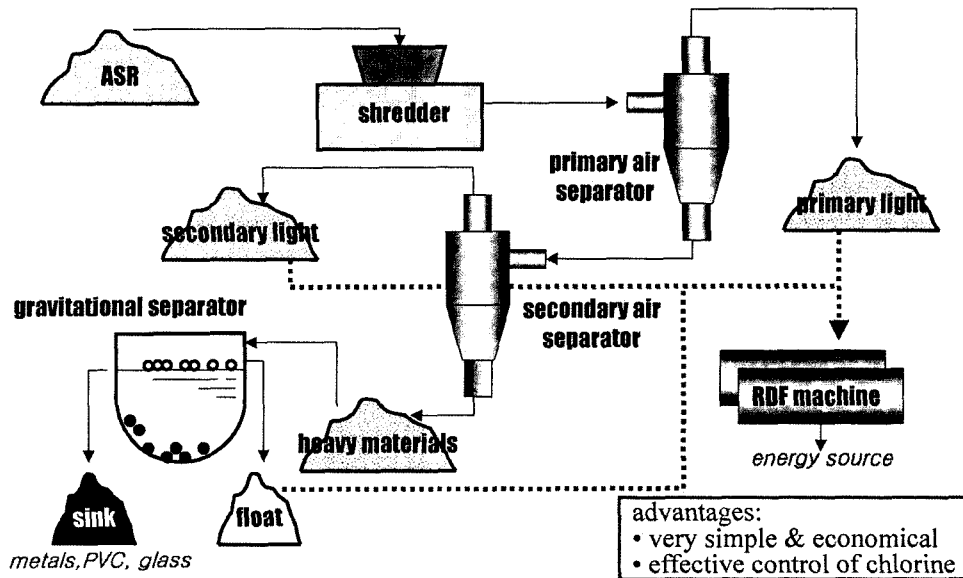 ASR
shredder
primary air
separator
primary light
secondary light
gravitational separator
secondary air
separator
heavy materials
RDF machine
energy source
sink
float
metals,PVC, glass
advantages:
• very simple & economical
• effective control of chlorine